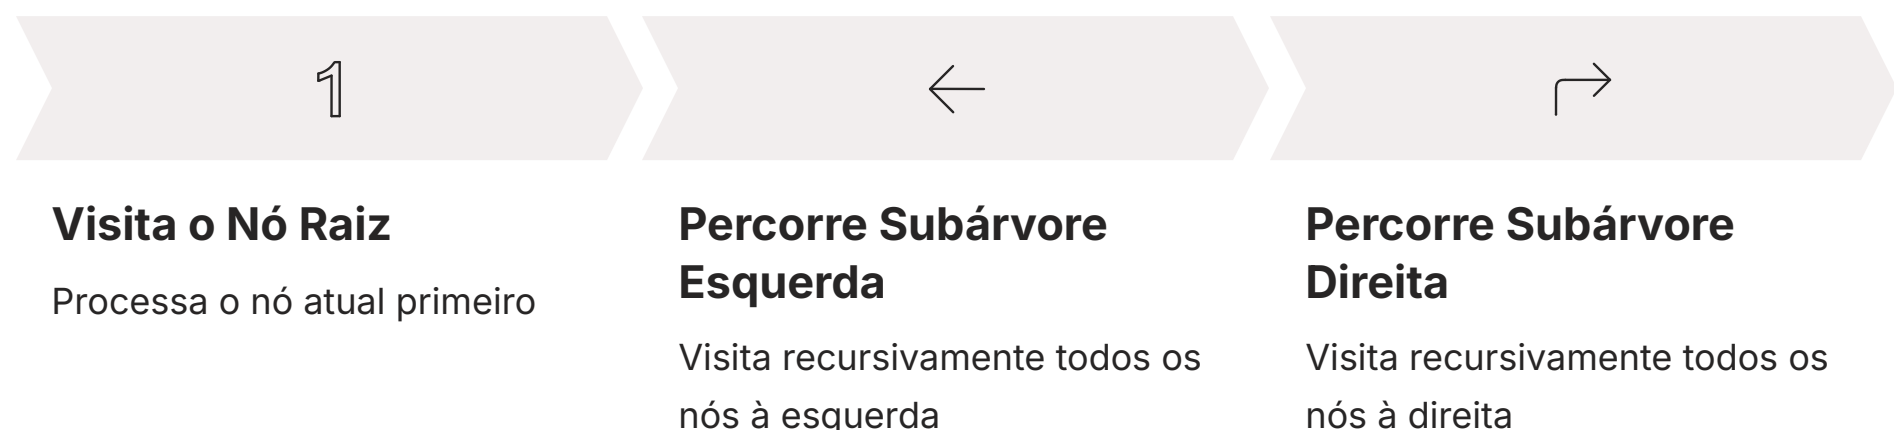 1
Visita o Nó Raiz
Processa o nó atual primeiro
Percorre Subárvore
Esquerda
Visita recursivamente todos os
nós à esquerda
Percorre Subárvore
Direita
Visita recursivamente todos os
nós à direita